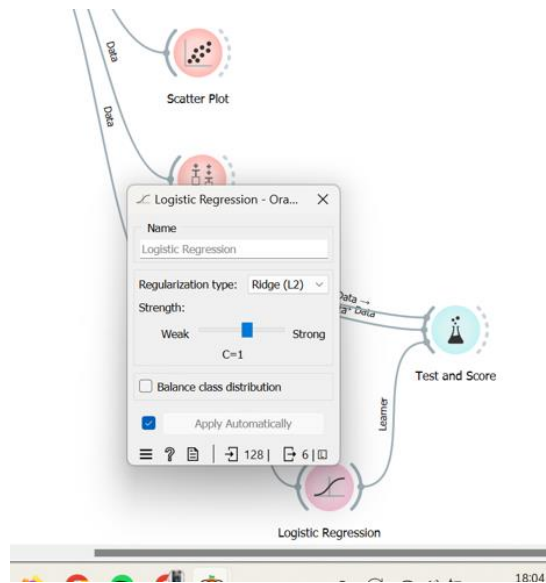 Data
Scatter Plot
Data
Logistic Regression - Ora...
Name
Logistic Regression
Regularization type: Ridge (L2)
Strength:
Weak Strong
C=1
Balance class distribution
Apply Automatically
128 | 6 |
Data →
Data
Test and Score
Learner
Logistic Regression
18:04